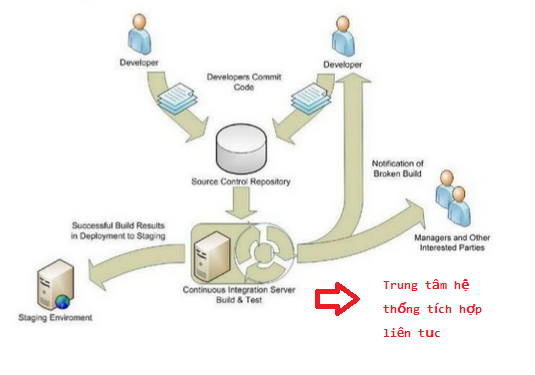 Developer
Developer
Developers Commit
Code
Source Control Repository
Notification of
Broken Build
Successful Build Results
in Deployment to Staging
Managers and Other
Interested Parties
Continuous Integration Server
Build & Test
Staging Enviroment
Trung tâm hệ
thống tích hợp
liên tục